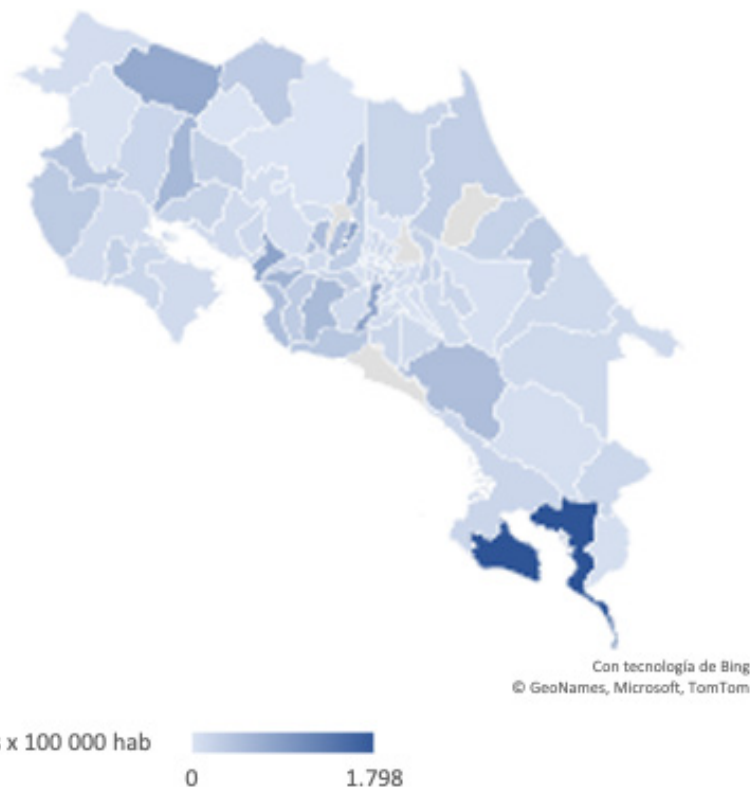 Con tecnología de Bing
© GeoNames, Microsoft, TomTom
x 100 000 hab
0
1.798